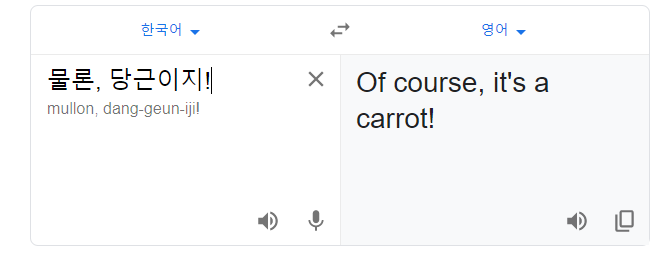 한국어
영어
물론, 당근이지!
mullon, dang-geun-iji!
Of course, it's a
carrot!